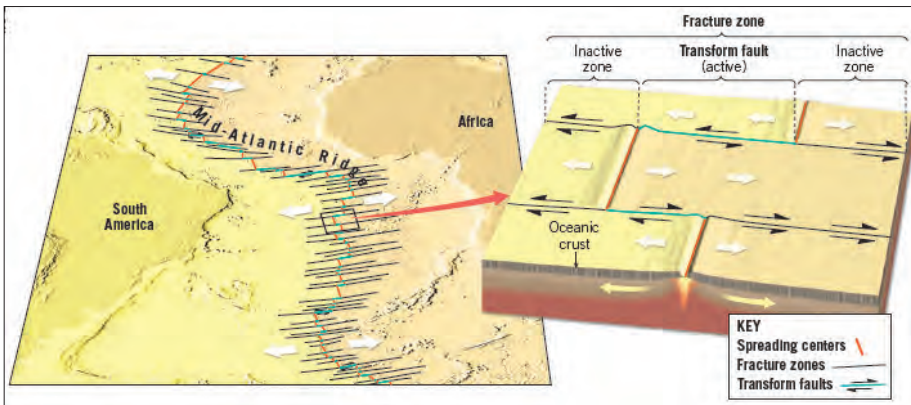 Fracture zone
Inactive
zone
Transform fault
(active)
Inactive
zone
Mid-Atlantic Ridge
Africa
South
America
Oceanic
crust
KEY
Spreading centers
Fracture zones
Transform faults